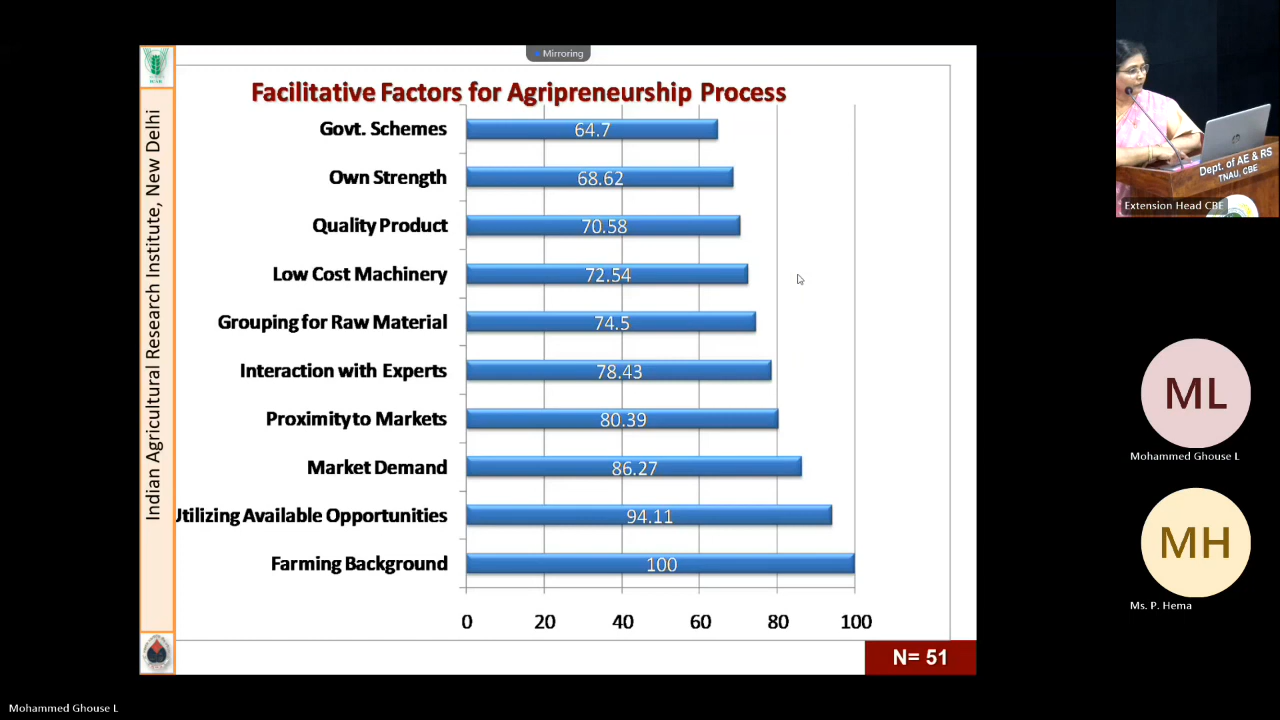 Mirroring
Indian Agricultural Research Institute, New Delhi
Facilitative Factors for Agripreneurship Process
Govt. Schemes 64.7
Own Strength 68.62
Quality Product 70.58
Low Cost Machinery 72.54
Grouping for Raw Material 74.5
Interaction with Experts 78.43
Proximity to Markets 80.39
Market Demand 86.27
Utilizing Available Opportunities 94.11
Farming Background 100
0 20 40 60 80 100
N= 51
Dept. of AE & RS
TNAU, CBE
Extension Head CBE
ML
Mohammed Ghouse L
MH
Ms. P. Hema
Mohammed Ghouse L